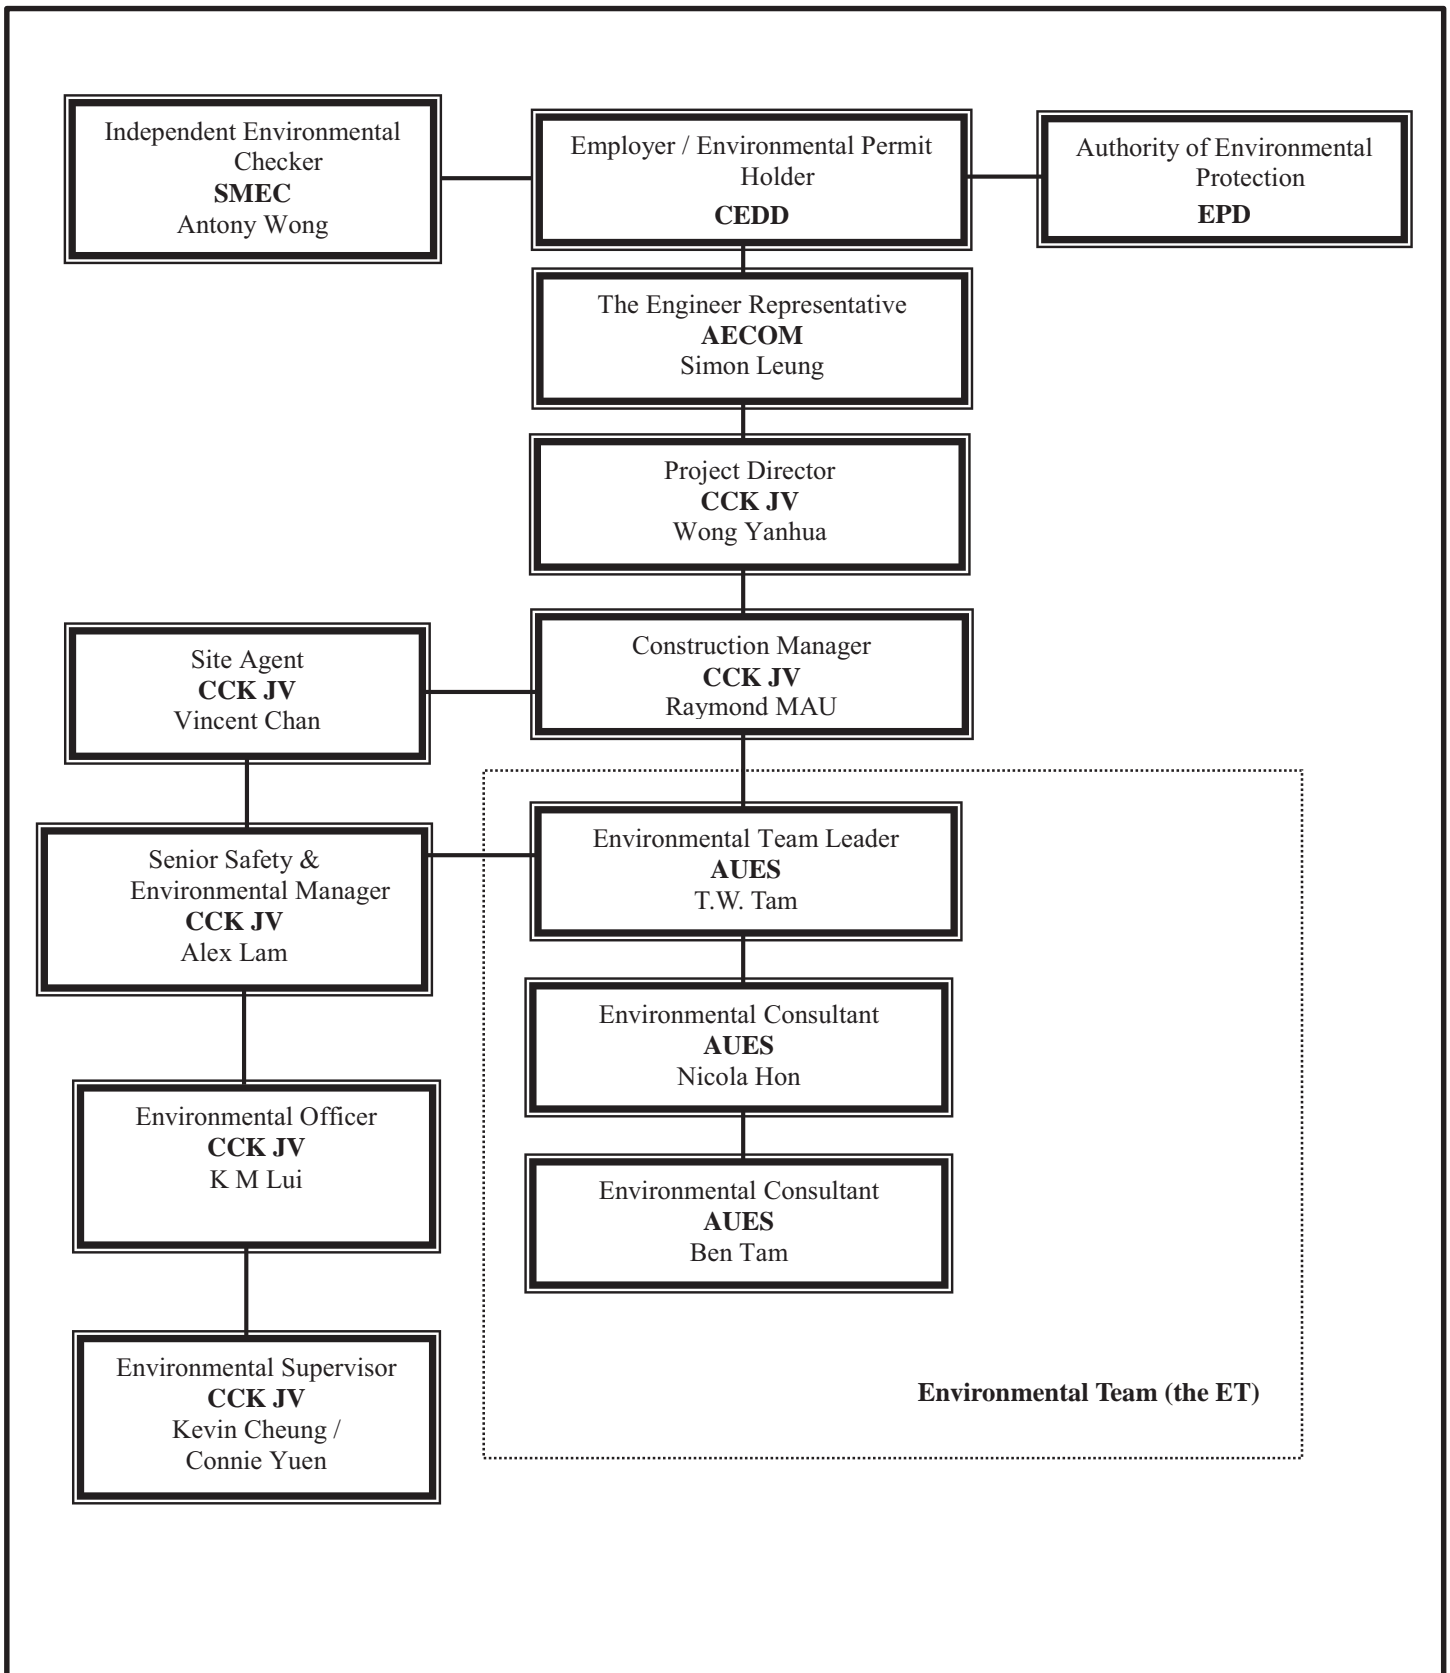 Independent Environmental
Checker
SMEC
Antony Wong
Employer / Environmental Permit
Holder
CEDD
Authority of Environmental
Protection
EPD
The Engineer Representative
AECOM
Simon Leung
Project Director
CCK JV
Wong Yanhua
Construction Manager
CCK JV
Raymond MAU
Site Agent
CCK JV
Vincent Chan
Senior Safety &
Environmental Manager
CCK JV
Alex Lam
Environmental Team Leader
AUES
T.W. Tam
Environmental Consultant
AUES
Nicola Hon
Environmental Officer
CCK JV
K M Lui
Environmental Consultant
AUES
Ben Tam
Environmental Supervisor
CCK JV
Kevin Cheung /
Connie Yuen
Environmental Team (the ET)